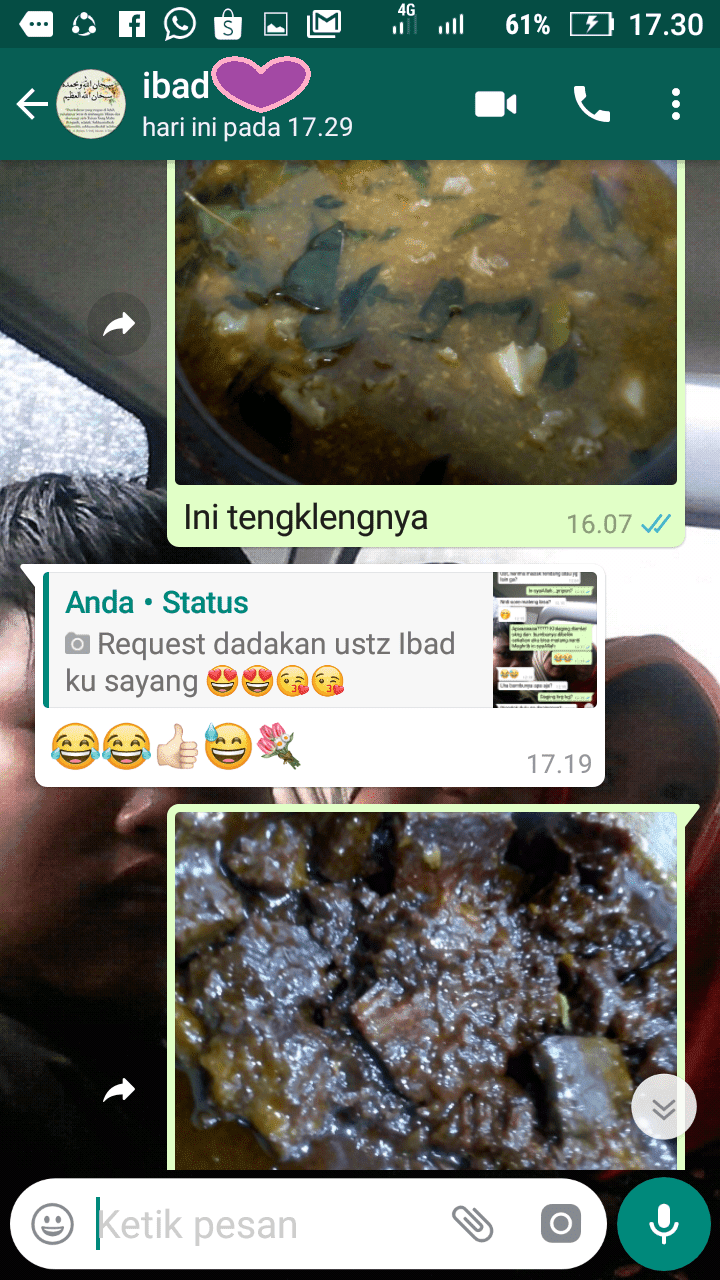 4G
61%
17.30
ibad
hari ini pada 17.29
Ini tengklengnya
16.07
Anda • Status
Request dadakan ustz Ibad
ku sayang 😍😍😘😘
😂😂👍🏻😅💐
17.19
Ketik pesan